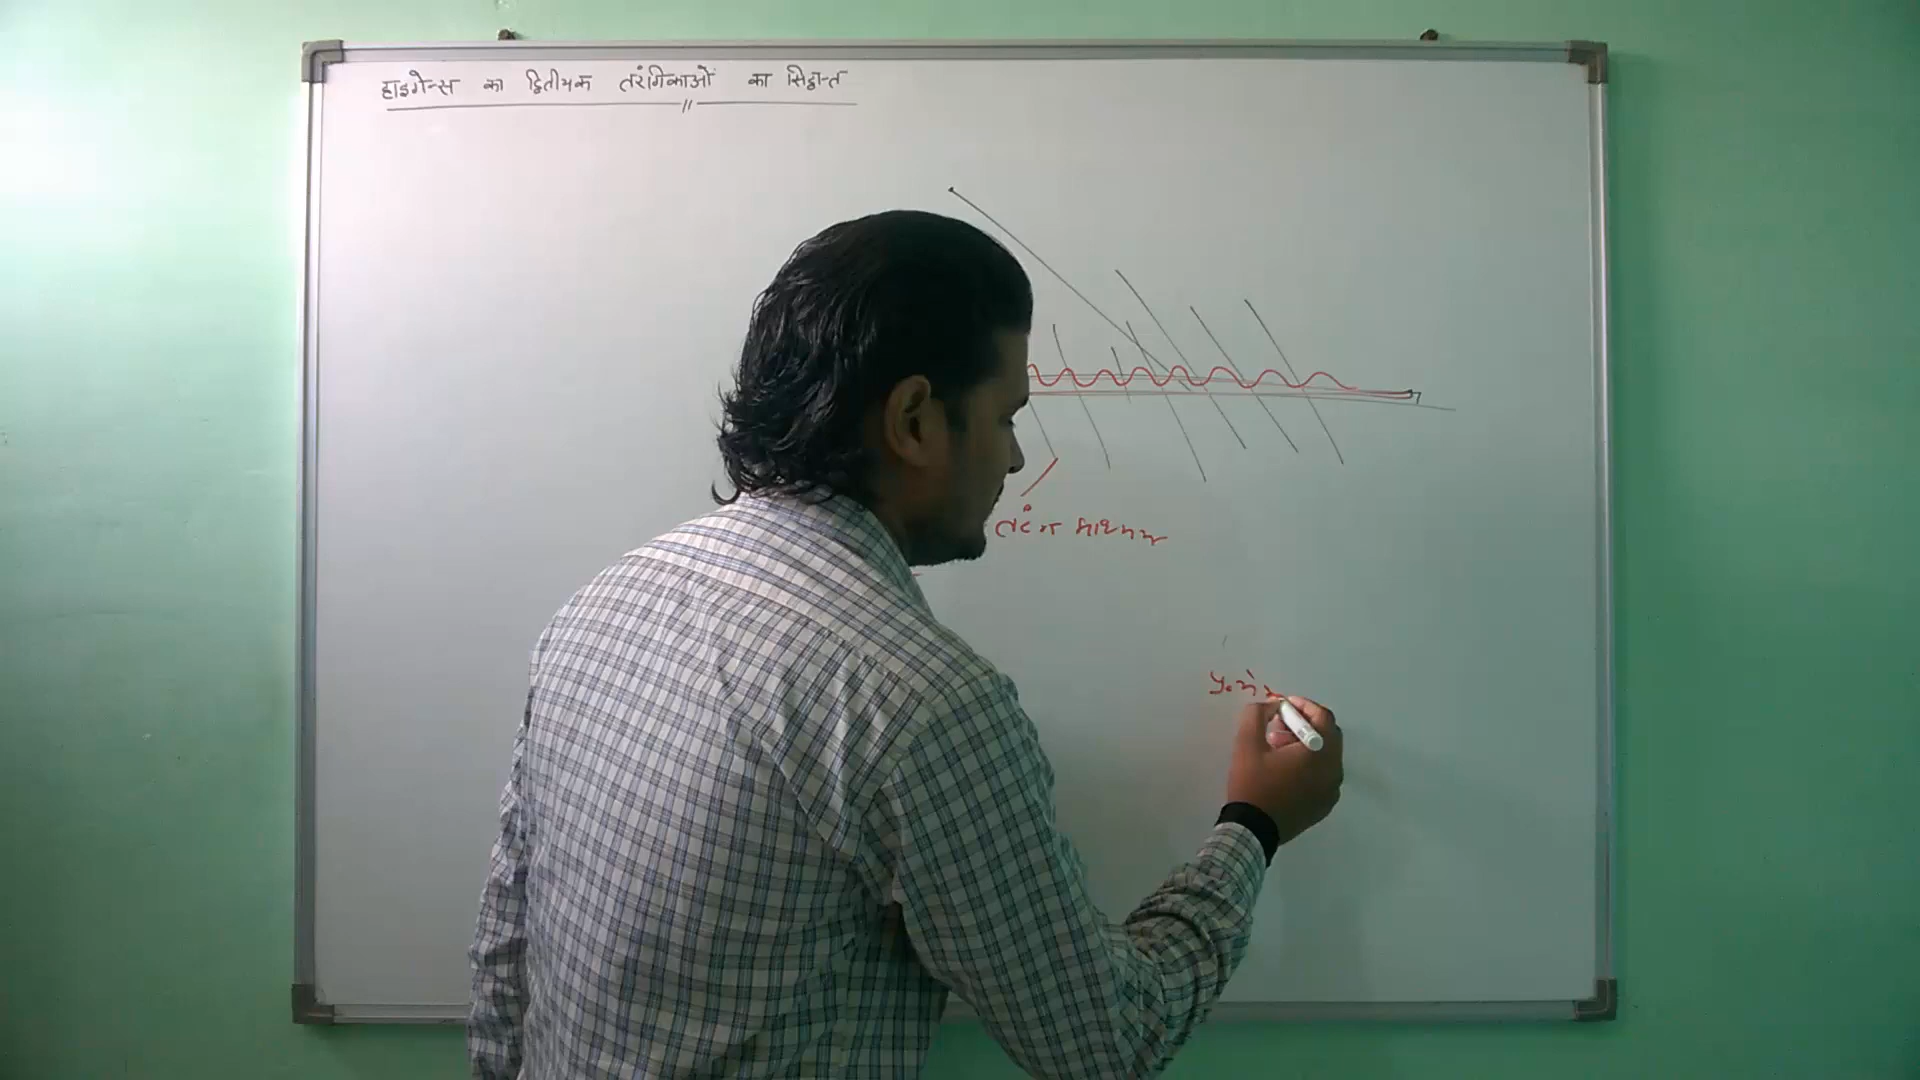 हाइगेन्स का द्वितीयक तरंगिकाओं का सिद्धान्त
तरंग माध्यम